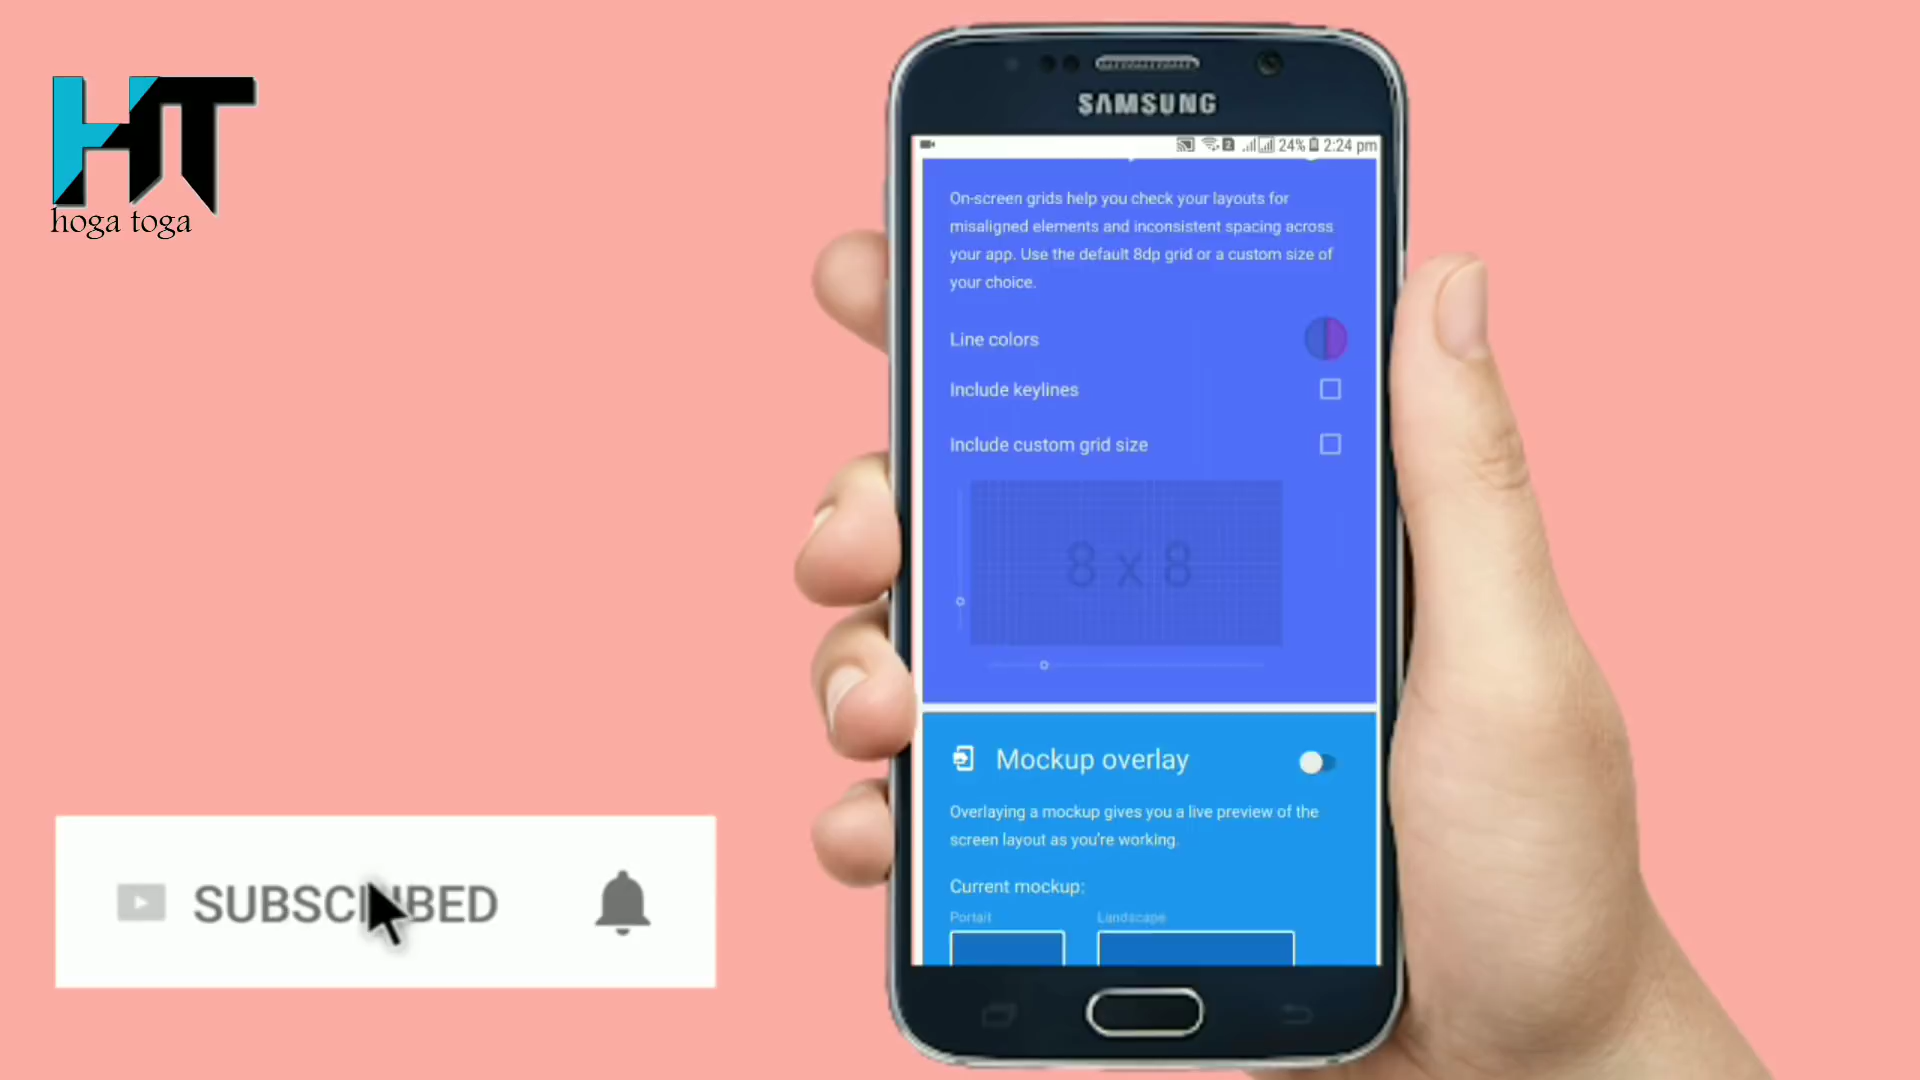 HT
hoga toga
SAMSUNG
2 24% 2:24 pm
On-screen grids help you check your layouts for
misaligned elements and inconsistent spacing across
your app. Use the default 8dp grid or a custom size of
your choice.
Line colors
Include keylines
Include custom grid size
8 x 8
Mockup overlay
Overlaying a mockup gives you a live preview of the
screen layout as you're working.
Current mockup:
Portait Landscape
SUBSCRIBED